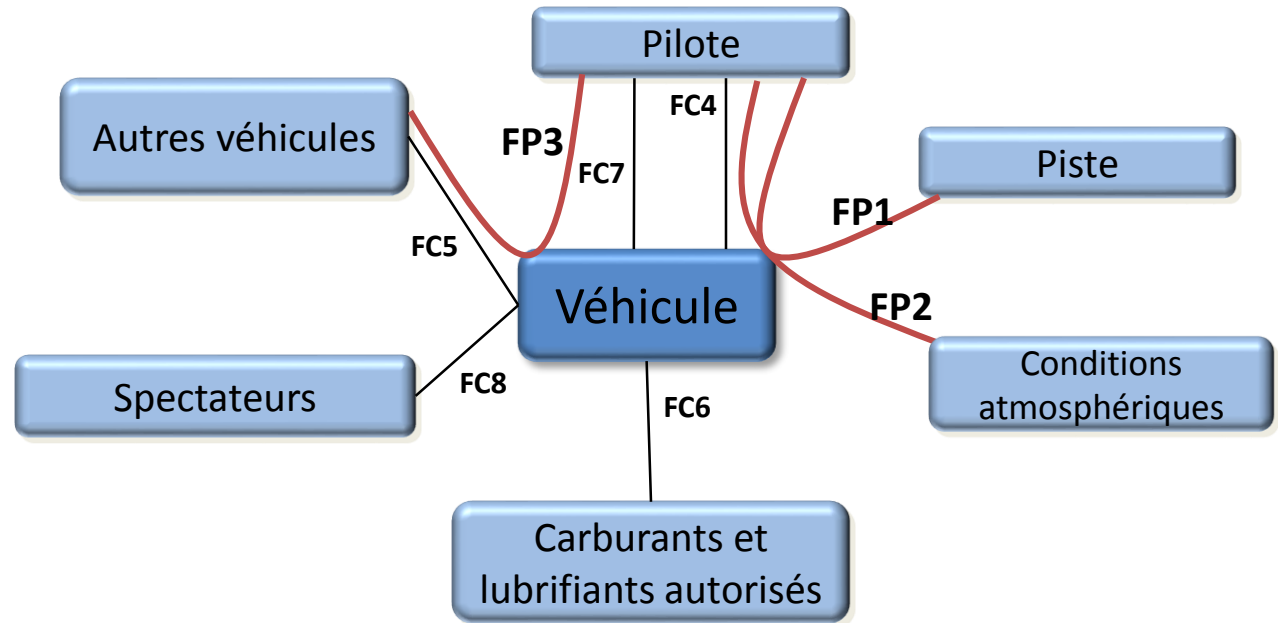 Pilote
Autres véhicules
FC4
FP3
FC7
Piste
FP1
FC5
Véhicule
FP2
Conditions
atmosphériques
Spectateurs
FC8
FC6
Carburants et
lubrifiants autorisés